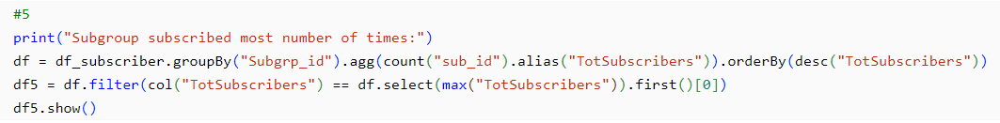 #5
print("Subgroup subscribed most number of times:")
df = df_subscriber.groupBy("Subgrp_id").agg(count("sub_id").alias("TotSubscribers")).orderBy(desc("TotSubscribers"))
df5 = df.filter(col("TotSubscribers") == df.select(max("TotSubscribers")).first()[0])
df5.show()